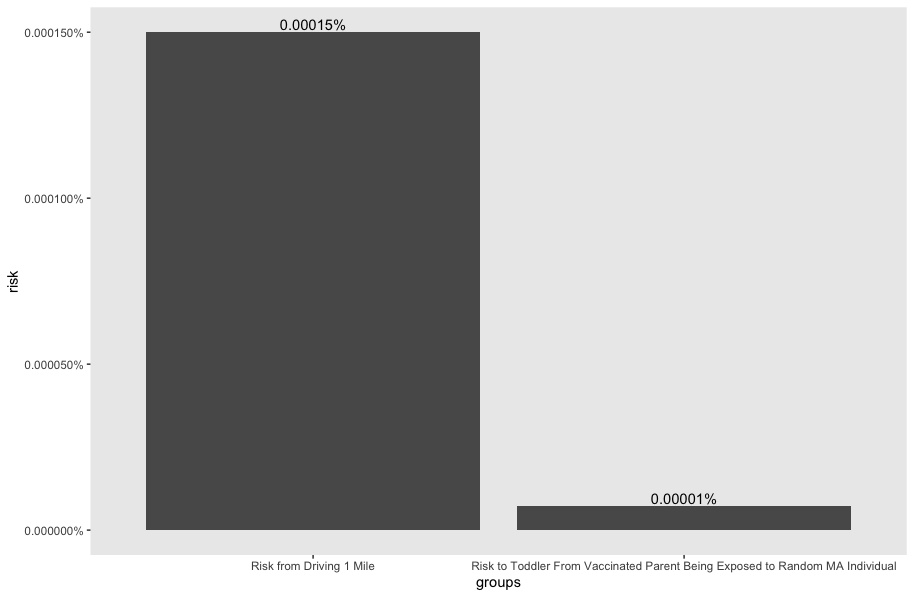 0.00015%
0.000150%
0.000100%
risk
0.000050%
0.00001%
0.000000%
Risk from Driving 1 Mile
Risk to Toddler From Vaccinated Parent Being Exposed to Random MA Individual
groups